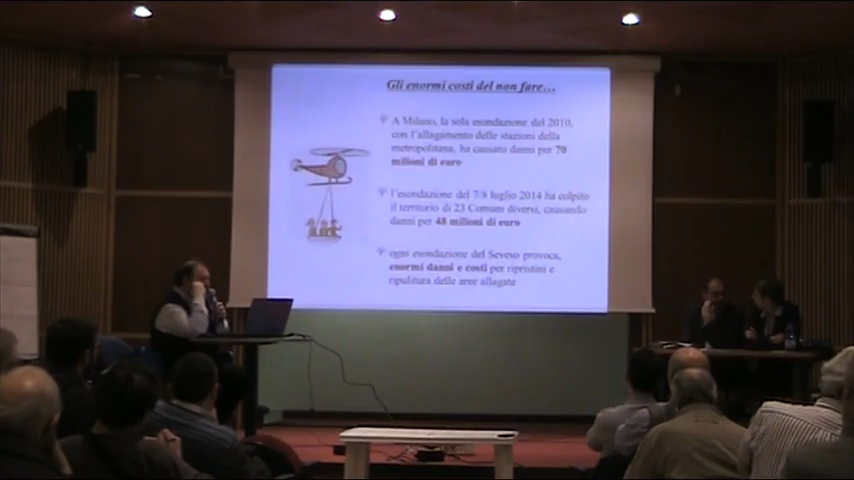 Gli enormi costi del non fare…
A Milano, la sola esondazione del 2010,
con l'allagamento delle stazioni della
metropolitana, ha causato danni per 70
milioni di euro
l'esondazione del 7/8 luglio 2014 ha colpito
il territorio di 23 Comuni diversi, causando
danni per 48 milioni di euro
ogni esondazione del Seveso provoca,
enormi danni e costi per ripristini e
ripulitura delle aree allagate